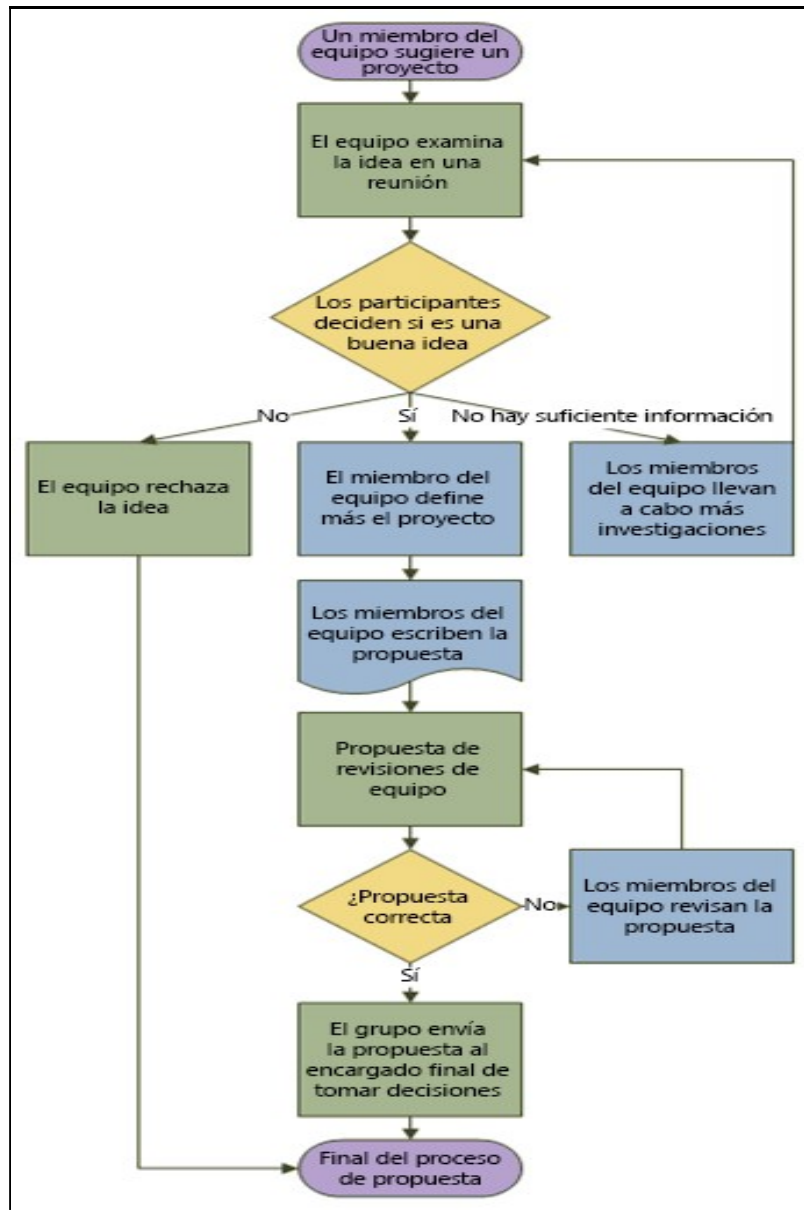 Un miembro del
equipo sugiere un
proyecto
El equipo examina
la idea en una
reunión
Los participantes
deciden si es una
buena idea
No
Sí
No hay suficiente información
El equipo rechaza
la idea
El miembro del
equipo define
más el proyecto
Los miembros
del equipo llevan
a cabo más
investigaciones
Los miembros del
equipo escriben la
propuesta
Propuesta de
revisiones de
equipo
¿Propuesta
correcta
No
Los miembros del
equipo revisan la
propuesta
Sí
El grupo envía
la propuesta al
encargado final de
tomar decisiones
Final del proceso
de propuesta